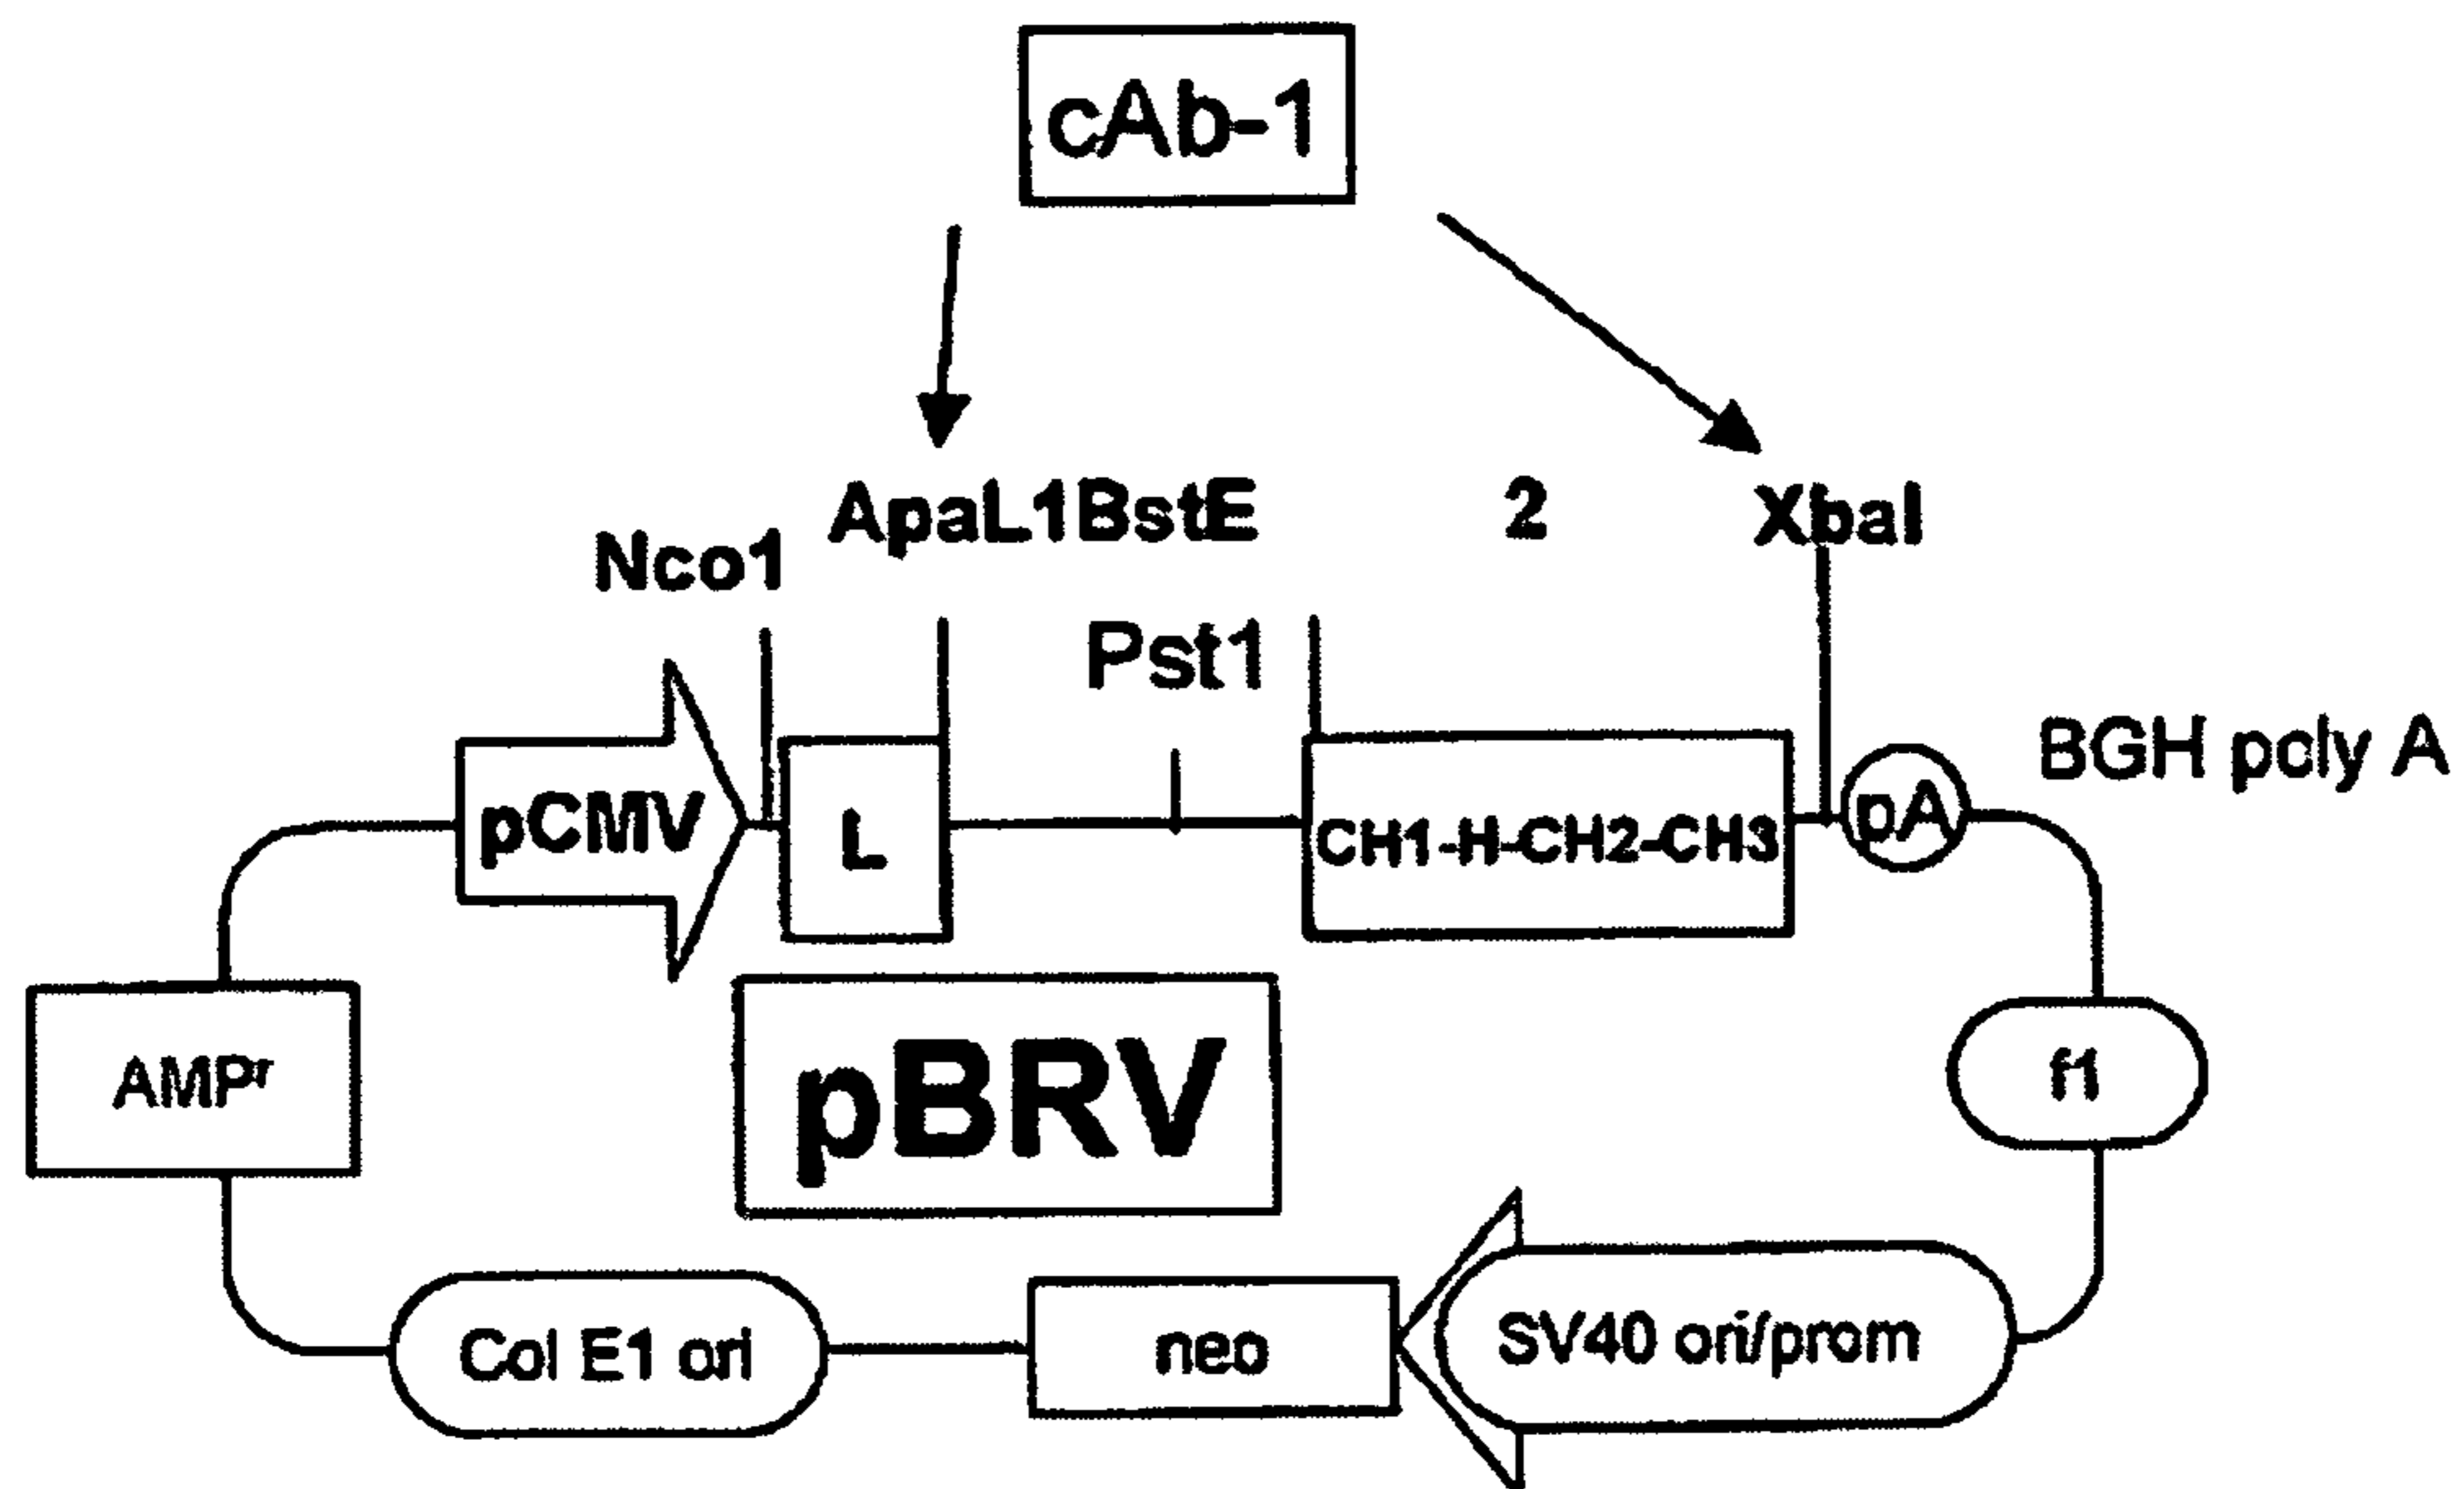 cAb-1
ApaL1BstE 2 XbaI
Nco1
Pst1
BGH poly A
pCMV
L
CH1-H-CH2-CH3
pA
AMPr
pBRV
f1
Col E1 ori
neo
SV40 ori/prom